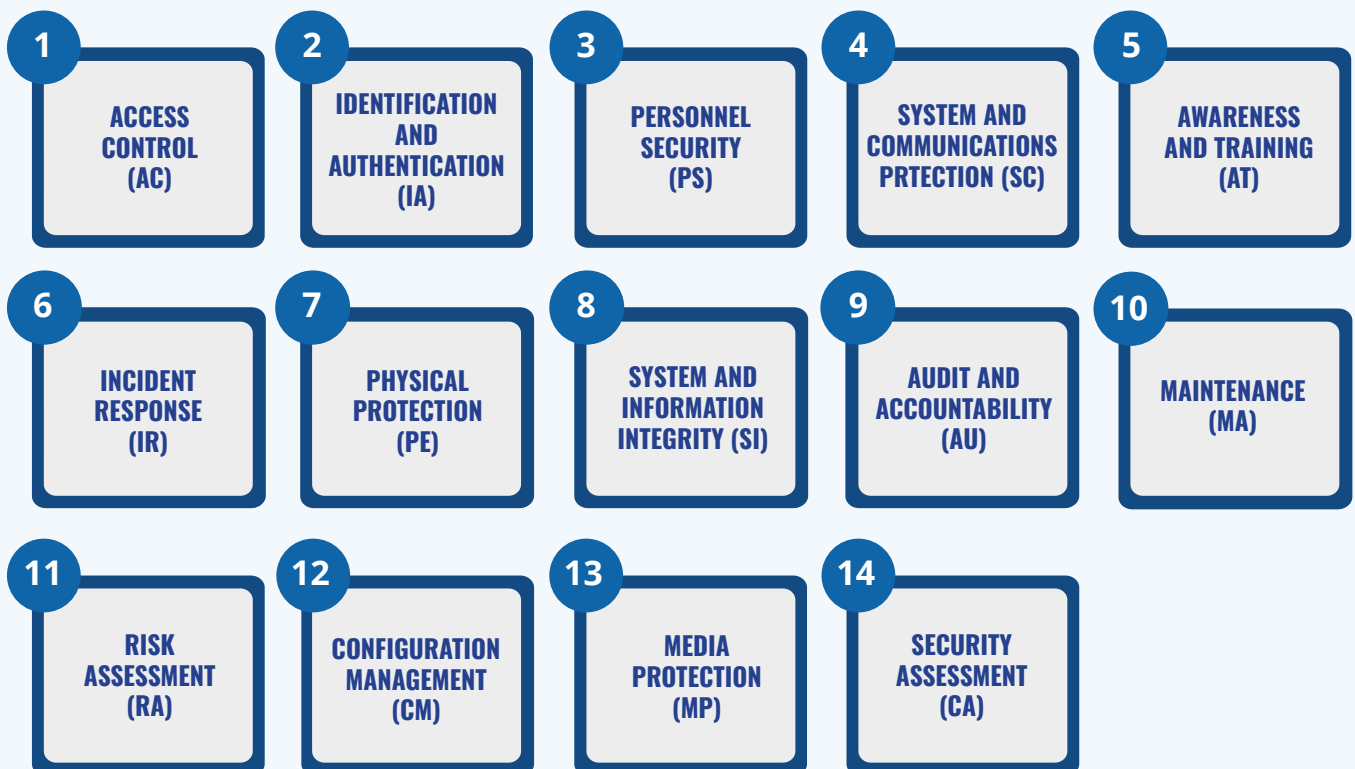 1
ACCESS
CONTROL
(AC)
2
IDENTIFICATION
AND
AUTHENTICATION
(IA)
3
PERSONNEL
SECURITY
(PS)
4
SYSTEM AND
COMMUNICATIONS
PRTECTION (SC)
5
AWARENESS
AND TRAINING
(AT)
6
INCIDENT
RESPONSE
(IR)
7
PHYSICAL
PROTECTION
(PE)
8
SYSTEM AND
INFORMATION
INTEGRITY (SI)
9
AUDIT AND
ACCOUNTABILITY
(AU)
10
MAINTENANCE
(MA)
11
RISK
ASSESSMENT
(RA)
12
CONFIGURATION
MANAGEMENT
(CM)
13
MEDIA
PROTECTION
(MP)
14
SECURITY
ASSESSMENT
(CA)